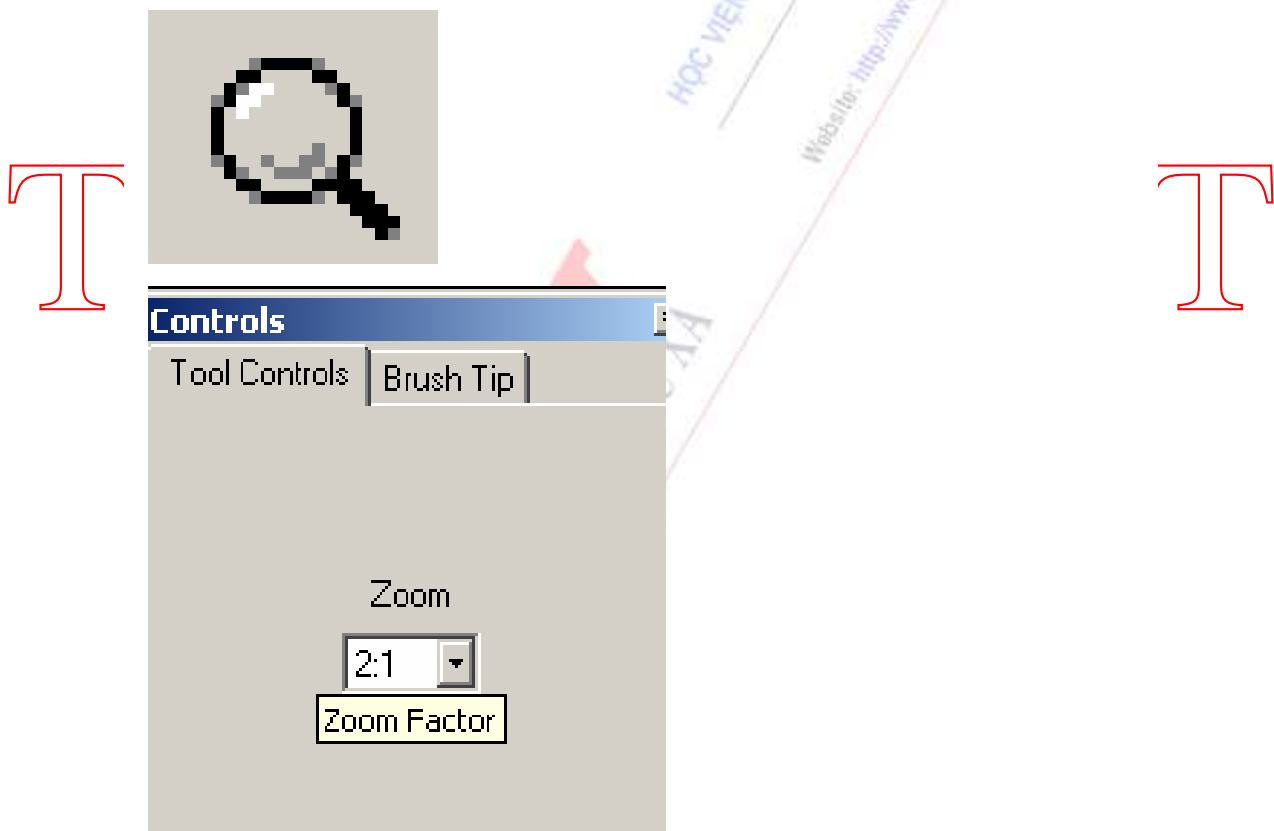 HỌC VIỆN
Website: http://www
T T
Controls
Tool Controls Brush Tip
Zoom
2:1
Zoom Factor